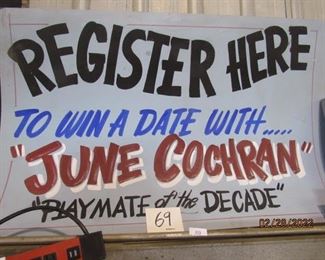 REGISTER HERE
TO WIN A DATE WITH.....
"JUNE COCHRAN"
"PLAYMATE of the DECADE"
69
02/28/2022